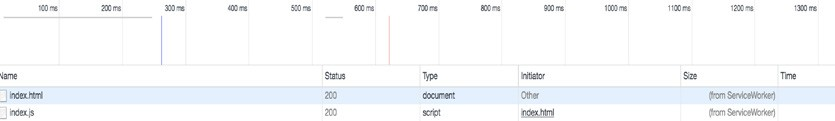 100 ms 200 ms 300 ms 400 ms 500 ms 600 ms 700 ms 800 ms 900 ms 1000 ms 1100 ms 1200 ms 1300 ms
Name Status Type Initiator Size Time
index.html 200 document Other (from ServiceWorker)
index.js 200 script index.html (from ServiceWorker)